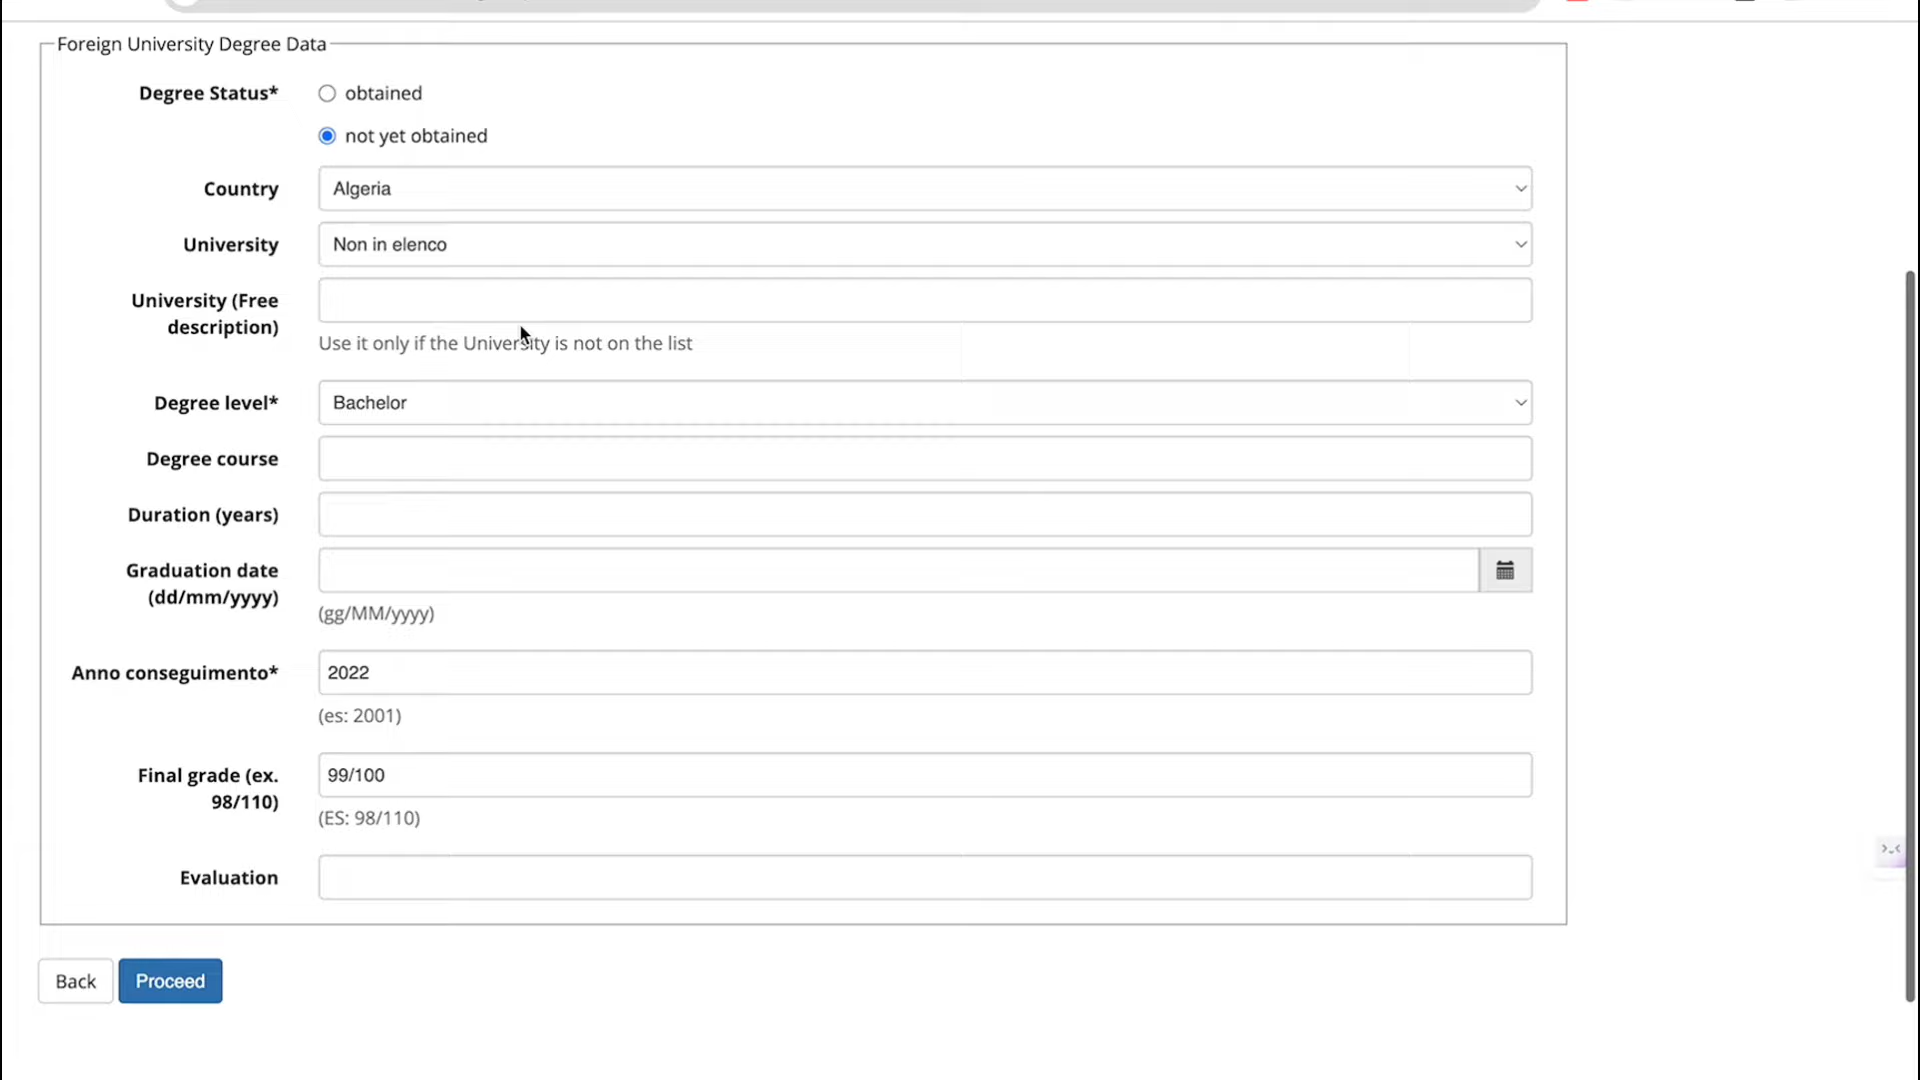 Foreign University Degree Data
Degree Status*
obtained
not yet obtained
Country
Algeria
University
Non in elenco
University (Free
description)
Use it only if the University is not on the list
Degree level*
Bachelor
Degree course
Duration (years)
Graduation date
(dd/mm/yyyy)
(gg/MM/yyyy)
Anno conseguimento*
2022
(es: 2001)
Final grade (ex.
98/110)
99/100
(ES: 98/110)
Evaluation
Back
Proceed